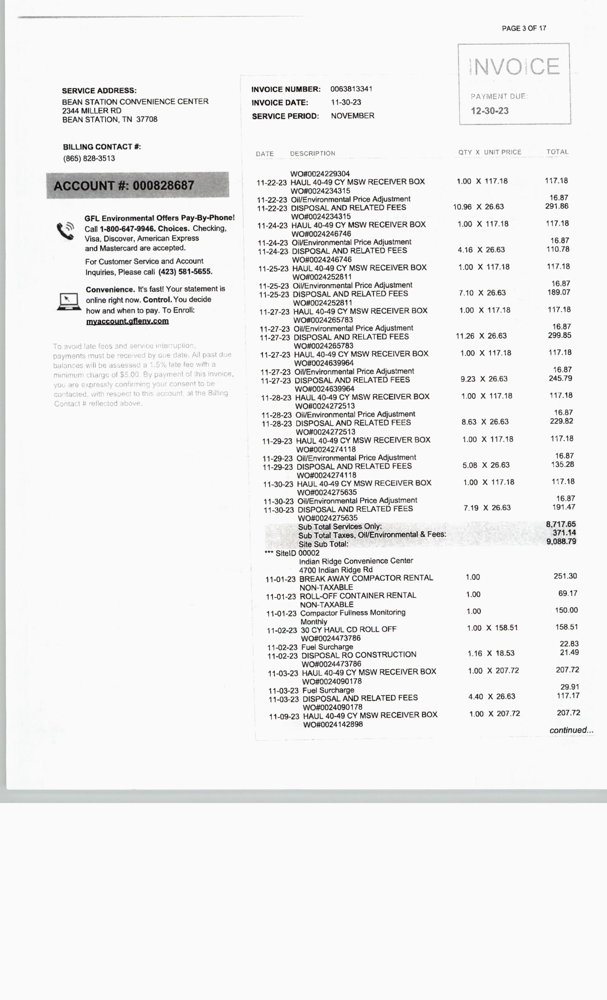 PAGE 3 OF 17
INVOICE
PAYMENT DUE:
12-30-23
SERVICE ADDRESS:
BEAN STATION CONVENIENCE CENTER
2344 MILLER RD
BEAN STATION, TN 37708
INVOICE NUMBER: 0063813341
INVOICE DATE: 11-30-23
SERVICE PERIOD: NOVEMBER
BILLING CONTACT #:
(865) 828-3513
ACCOUNT #: 000828687
GFL Environmental Offers Pay-By-Phone!
Call 1-800-647-9946. Choices. Checking,
Visa, Discover, American Express
and Mastercard are accepted.
For Customer Service and Account
Inquiries, Please call (423) 581-5655.
Convenience. It's fast! Your statement is
online right now. Control. You decide
how and when to pay. To Enroll:
myaccount.gflenv.com
To avoid late fees and service interruption,
payments must be received by due date. All past due
balances will be assessed a 1.5% late fee with a
minimum charge of $5.00. By payment of this invoice,
you are expressly confirming your consent to be
contacted, with respect to this account, at the Billing
Contact # reflected above.
DATE DESCRIPTION QTY X UNIT PRICE TOTAL
WO#0024229304
11-22-23 HAUL 40-49 CY MSW RECEIVER BOX 1.00 X 117.18 117.18
WO#0024234315
11-22-23 Oil/Environmental Price Adjustment 16.87
11-22-23 DISPOSAL AND RELATED FEES 10.96 X 26.63 291.86
WO#0024234315
11-24-23 HAUL 40-49 CY MSW RECEIVER BOX 1.00 X 117.18 117.18
WO#0024246746
11-24-23 Oil/Environmental Price Adjustment 16.87
11-24-23 DISPOSAL AND RELATED FEES 4.16 X 26.63 110.78
WO#0024246746
11-25-23 HAUL 40-49 CY MSW RECEIVER BOX 1.00 X 117.18 117.18
WO#0024252811
11-25-23 Oil/Environmental Price Adjustment 16.87
11-25-23 DISPOSAL AND RELATED FEES 7.10 X 26.63 189.07
WO#0024252811
11-27-23 HAUL 40-49 CY MSW RECEIVER BOX 1.00 X 117.18 117.18
WO#0024265783
11-27-23 Oil/Environmental Price Adjustment 16.87
11-27-23 DISPOSAL AND RELATED FEES 11.26 X 26.63 299.85
WO#0024265783
11-27-23 HAUL 40-49 CY MSW RECEIVER BOX 1.00 X 117.18 117.18
WO#0024639964
11-27-23 Oil/Environmental Price Adjustment 16.87
11-27-23 DISPOSAL AND RELATED FEES 9.23 X 26.63 245.79
WO#0024639964
11-28-23 HAUL 40-49 CY MSW RECEIVER BOX 1.00 X 117.18 117.18
WO#0024272513
11-28-23 Oil/Environmental Price Adjustment 16.87
11-28-23 DISPOSAL AND RELATED FEES 8.63 X 26.63 229.82
WO#0024272513
11-29-23 HAUL 40-49 CY MSW RECEIVER BOX 1.00 X 117.18 117.18
WO#0024274118
11-29-23 Oil/Environmental Price Adjustment 16.87
11-29-23 DISPOSAL AND RELATED FEES 5.08 X 26.63 135.28
WO#0024274118
11-30-23 HAUL 40-49 CY MSW RECEIVER BOX 1.00 X 117.18 117.18
WO#0024275635
11-30-23 Oil/Environmental Price Adjustment 16.87
11-30-23 DISPOSAL AND RELATED FEES 7.19 X 26.63 191.47
WO#0024275635
Sub Total Services Only: 8,717.65
Sub Total Taxes, Oil/Environmental & Fees: 371.14
Site Sub Total: 9,088.79
*** SiteID 00002
Indian Ridge Convenience Center
4700 Indian Ridge Rd
11-01-23 BREAK AWAY COMPACTOR RENTAL 1.00 251.30
NON-TAXABLE
11-01-23 ROLL-OFF CONTAINER RENTAL 1.00 69.17
NON-TAXABLE
11-01-23 Compactor Fullness Monitoring 1.00 150.00
Monthly
11-02-23 30 CY HAUL CD ROLL OFF 1.00 X 158.51 158.51
WO#0024473786
11-02-23 Fuel Surcharge 22.83
11-02-23 DISPOSAL RO CONSTRUCTION 1.16 X 18.53 21.49
WO#0024473786
11-03-23 HAUL 40-49 CY MSW RECEIVER BOX 1.00 X 207.72 207.72
WO#0024090178
11-03-23 Fuel Surcharge 29.91
11-03-23 DISPOSAL AND RELATED FEES 4.40 X 26.63 117.17
WO#0024090178
11-09-23 HAUL 40-49 CY MSW RECEIVER BOX 1.00 X 207.72 207.72
WO#0024142898
continued...